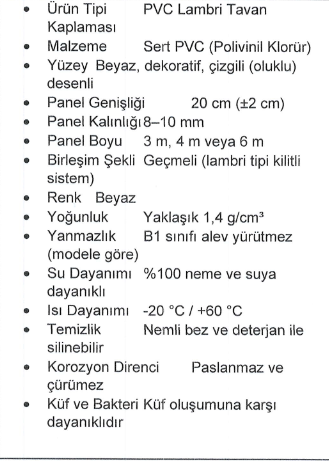 • Ürün Tipi PVC Lambri Tavan
Kaplaması
• Malzeme Sert PVC (Polivinil Klorür)
• Yüzey Beyaz, dekoratif, çizgili (oluklu)
desenli
• Panel Genişliği 20 cm (±2 cm)
• Panel Kalınlığı 8–10 mm
• Panel Boyu 3 m, 4 m veya 6 m
• Birleşim Şekli Geçmeli (lambri tipi kilitli
sistem)
• Renk Beyaz
• Yoğunluk Yaklaşık 1,4 g/cm³
• Yanmazlık B1 sınıfı alev yürütmez
(modele göre)
• Su Dayanımı %100 neme ve suya
dayanıklı
• Isı Dayanımı -20 °C / +60 °C
• Temizlik Nemli bez ve deterjan ile
silinebilir
• Korozyon Direnci Paslanmaz ve
çürümez
• Küf ve Bakteri Küf oluşumuna karşı
dayanıklıdır